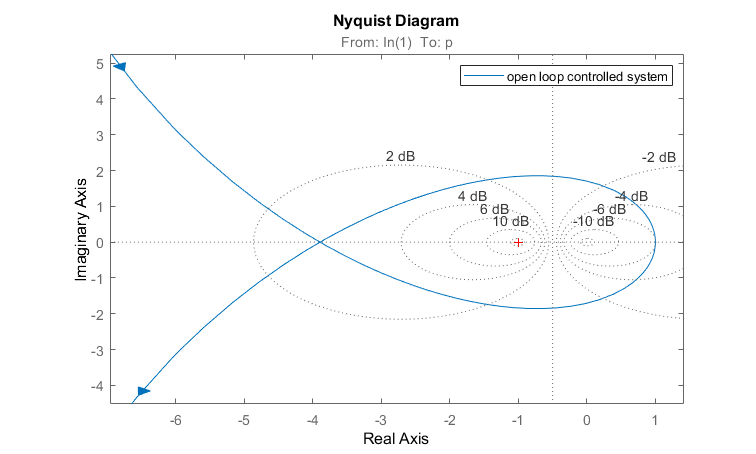 Nyquist Diagram
From: In(1) To: p
open loop controlled system
5
4
3
2
1
0
-1
-2
-3
-4
Imaginary Axis
2 dB
-2 dB
4 dB
-4 dB
6 dB
-6 dB
10 dB
-10 dB
-6
-5
-4
-3
-2
-1
0
1
Real Axis